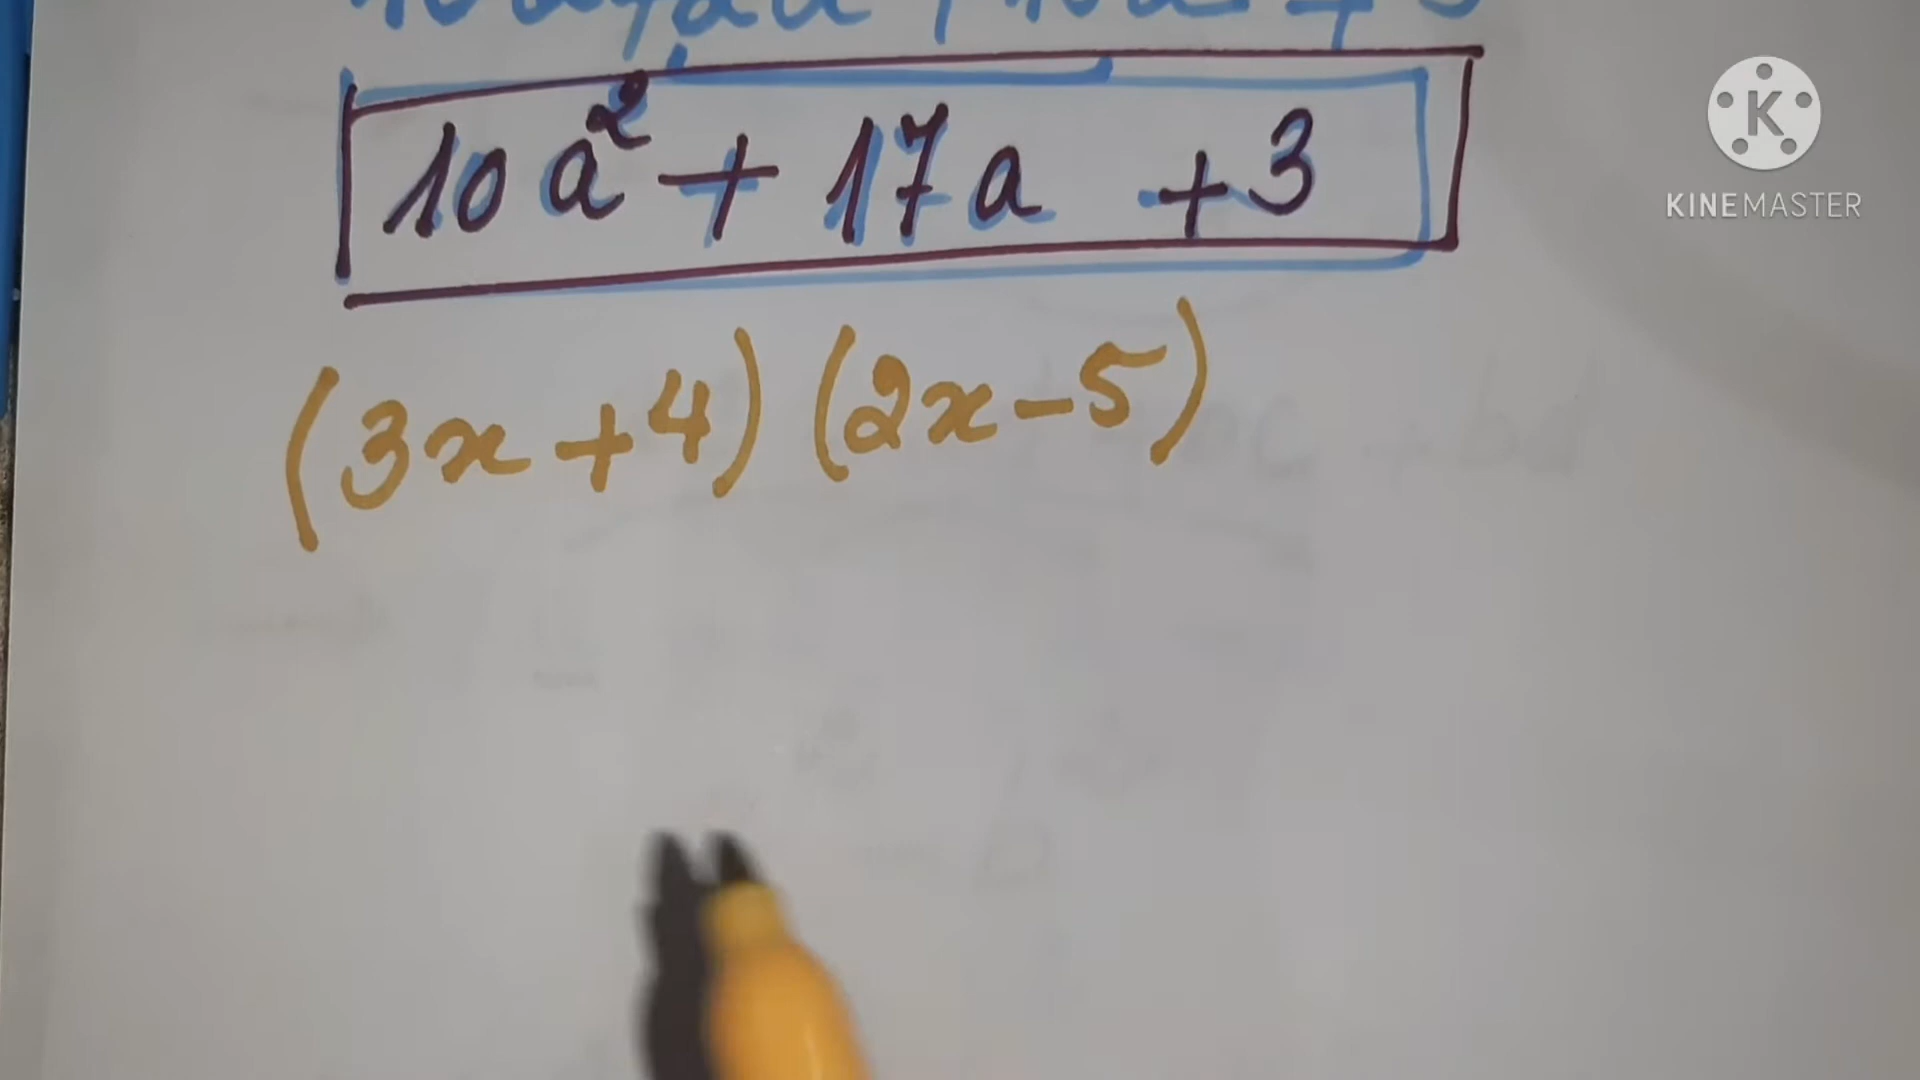 10a² + 17a + 3
(3x + 4) (2x - 5)
K
KINEMASTER